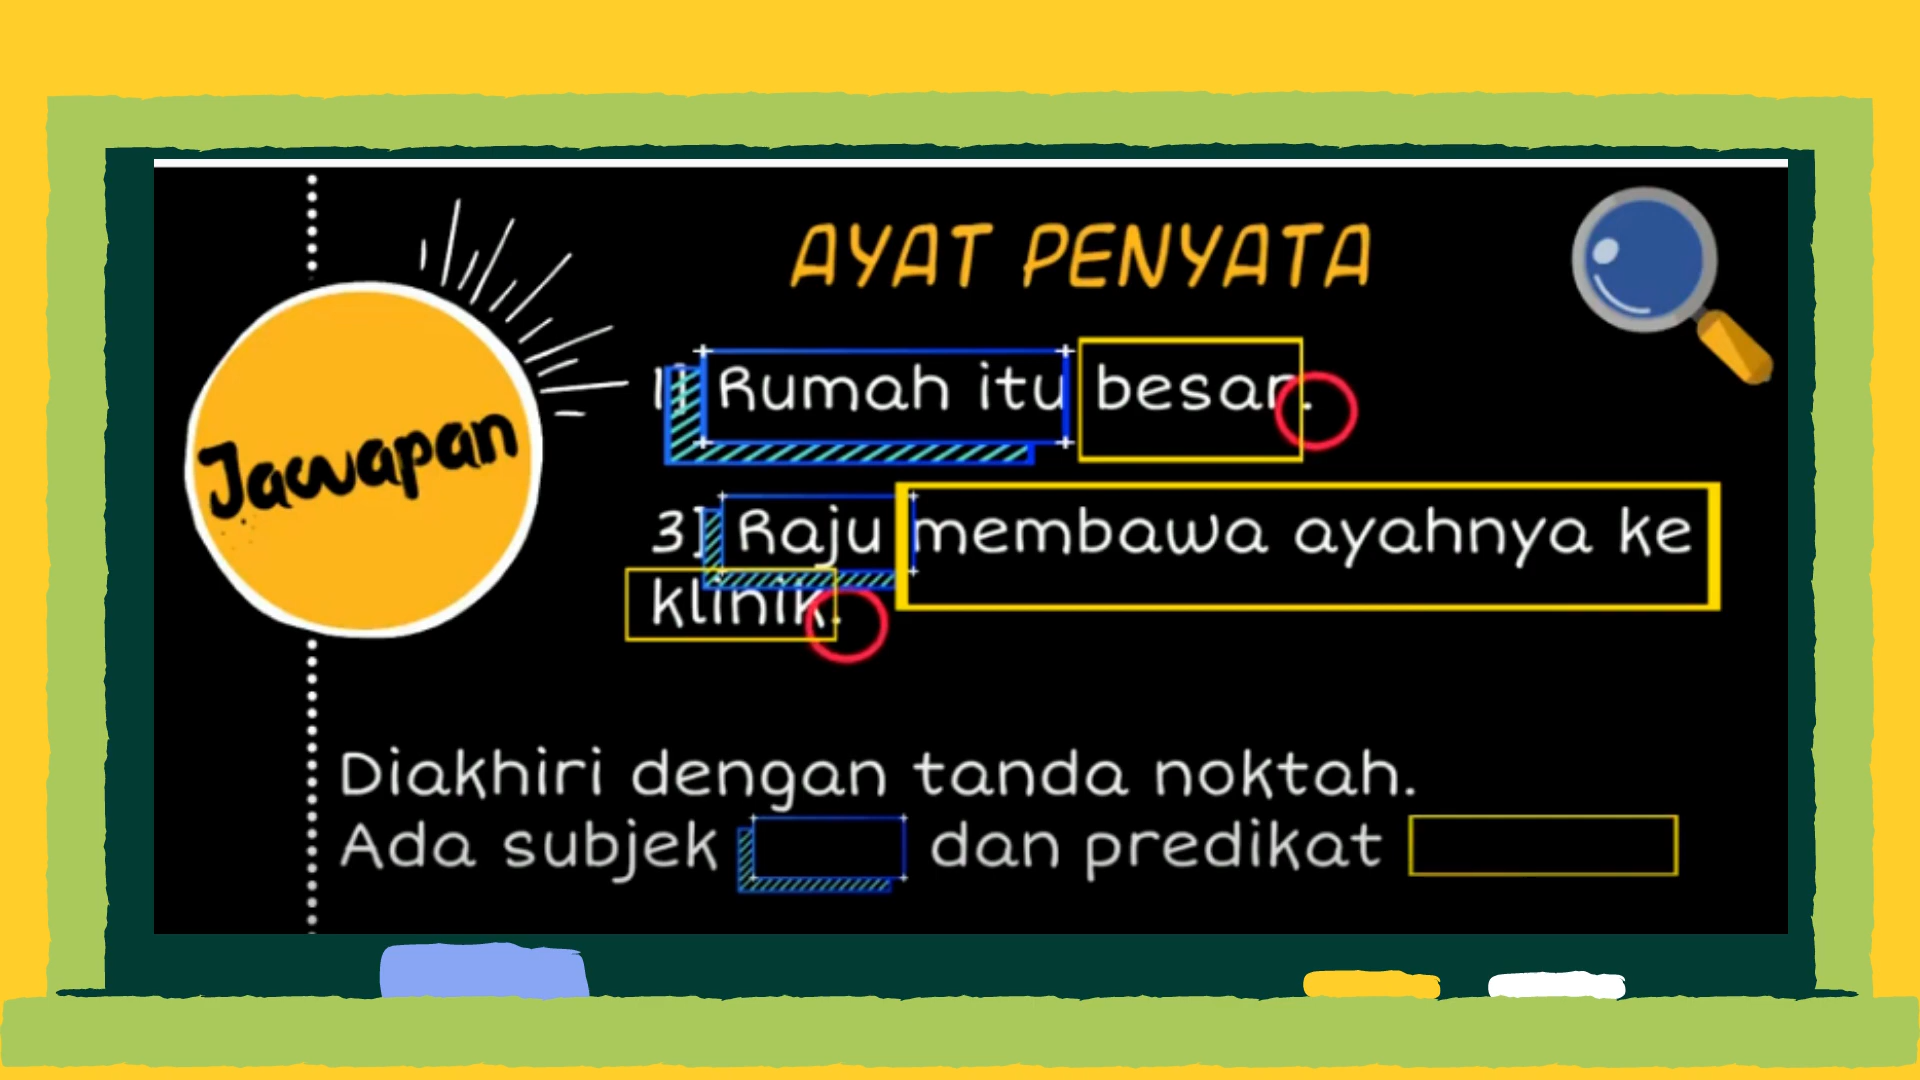 AYAT PENYATA
Jawapan
1] Rumah itu besar.
3] Raju membawa ayahnya ke
klinik.
Diakhiri dengan tanda noktah.
Ada subjek dan predikat